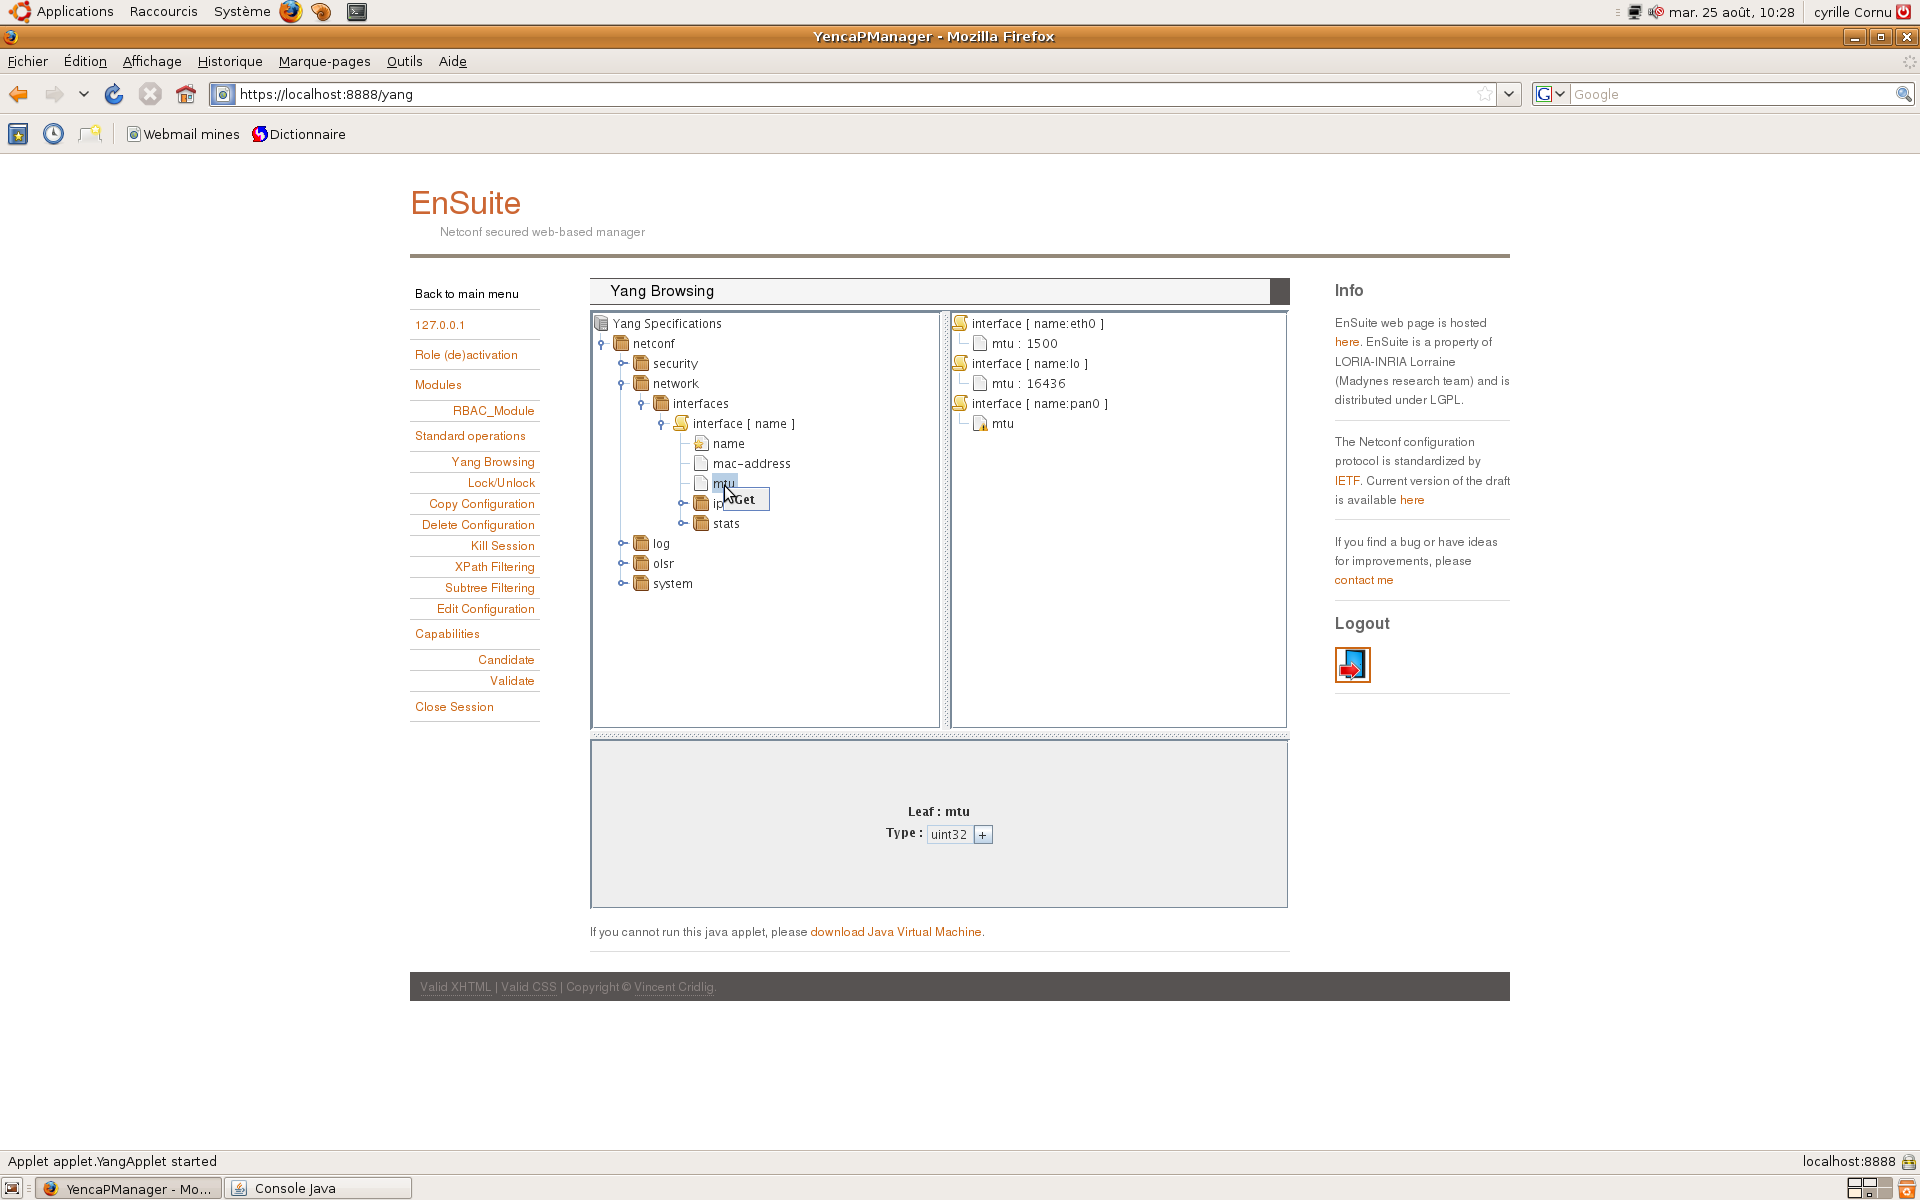 Applications Raccourcis Système mar. 25 août, 10:28 cyrille Cornu
YencaPManager - Mozilla Firefox
Fichier Édition Affichage Historique Marque-pages Outils Aide
https://localhost:8888/yang Google
Webmail mines Dictionnaire
EnSuite
Netconf secured web-based manager
Back to main menu
127.0.0.1
Role (de)activation
Modules
RBAC_Module
Standard operations
Yang Browsing
Lock/Unlock
Copy Configuration
Delete Configuration
Kill Session
XPath Filtering
Subtree Filtering
Edit Configuration
Capabilities
Candidate
Validate
Close Session
Yang Browsing
Yang Specifications
netconf
security
network
interfaces
interface [ name ]
name
mac-address
mtu
Get
ip
stats
log
olsr
system
interface [ name:eth0 ]
mtu : 1500
interface [ name:lo ]
mtu : 16436
interface [ name:pan0 ]
mtu
Leaf : mtu
Type : uint32 +
If you cannot run this java applet, please download Java Virtual Machine.
Info
EnSuite web page is hosted
here. EnSuite is a property of
LORIA-INRIA Lorraine
(Madynes research team) and is
distributed under LGPL.
The Netconf configuration
protocol is standardized by
IETF. Current version of the draft
is available here
If you find a bug or have ideas
for improvements, please
contact me
Logout
Valid XHTML | Valid CSS | Copyright © Vincent Cridlig.
Applet applet.YangApplet started localhost:8888
YencaPManager - Mo... Console Java